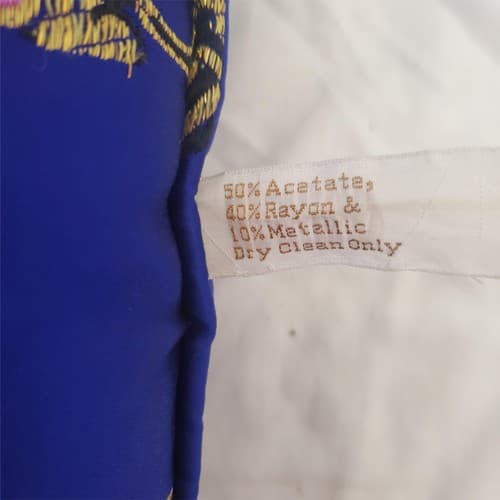 50% Acetate,
40% Rayon &
10% Metallic
Dry Clean Only